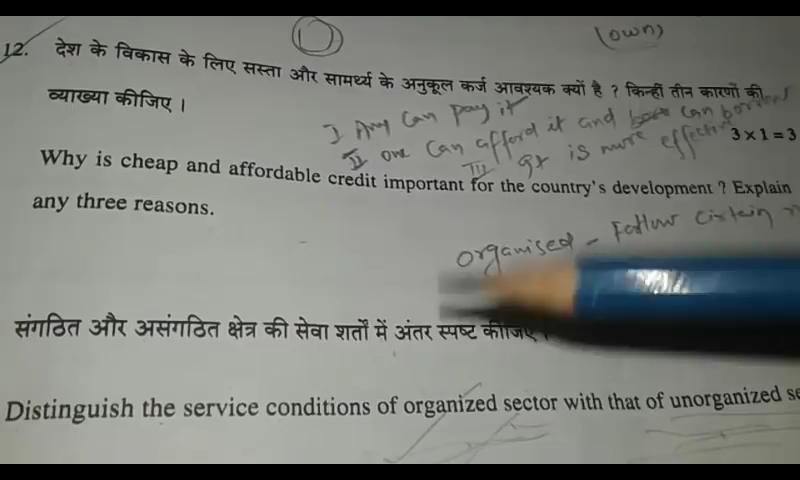 (own)
12. देश के विकास के लिए सस्ता और सामर्थ्य के अनुकूल कर्ज आवश्यक क्यों है ? किन्हीं तीन कारणों की
व्याख्या कीजिए ।
I Any can pay it
II one can afford it and can
III is more
3 x 1 = 3
Why is cheap and affordable credit important for the country's development ? Explain
any three reasons.
organised - Follow
संगठित और असंगठित क्षेत्र की सेवा शर्तों में अंतर स्पष्ट कीजिए ।
Distinguish the service conditions of organized sector with that of unorganized